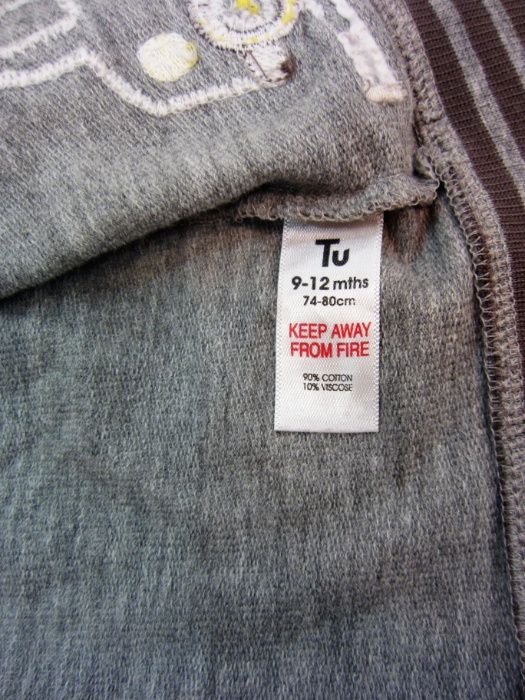 Tu
9-12 mths
74-80cm
KEEP AWAY
FROM FIRE
90% COTTON
10% VISCOSE